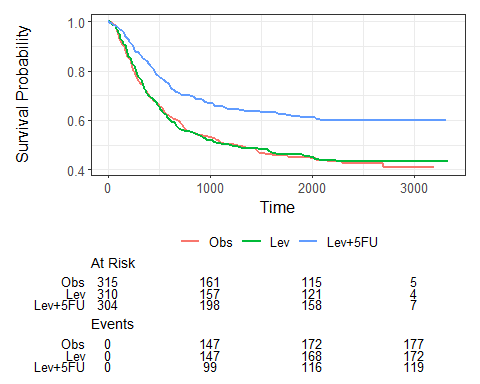 Survival Probability
1.0
0.8
0.6
0.4
0 1000 2000 3000
Time
Obs Lev Lev+5FU
At Risk
Obs 315 161 115 5
Lev 310 157 121 4
Lev+5FU 304 198 158 7
Events
Obs 0 147 172 177
Lev 0 147 168 172
Lev+5FU 0 99 116 119